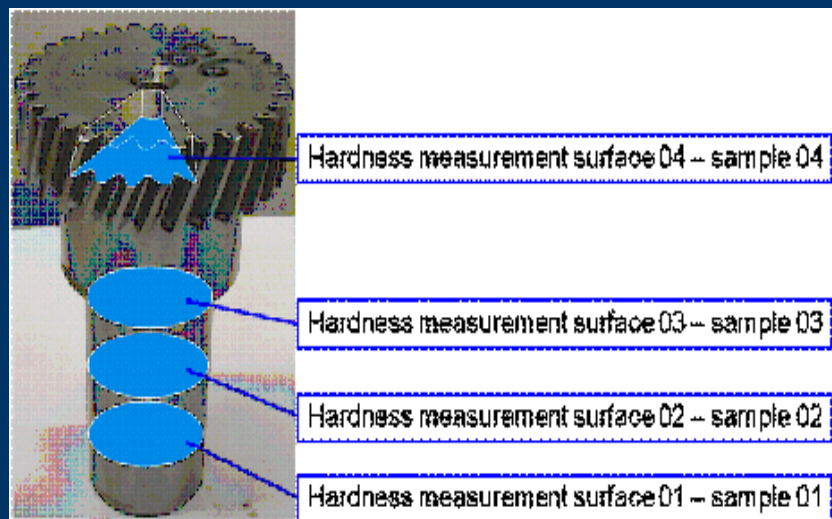 Hardness measurement surface 04 – sample 04
Hardness measurement surface 03 – sample 03
Hardness measurement surface 02 – sample 02
Hardness measurement surface 01 – sample 01